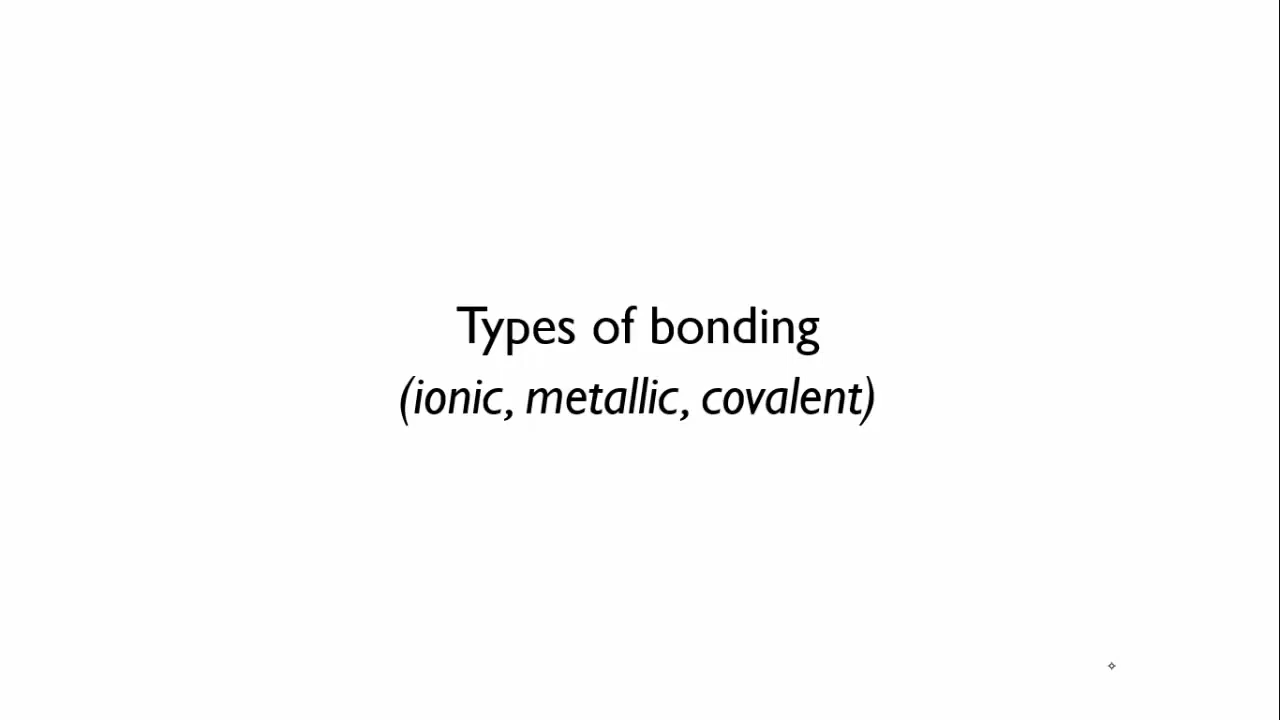 Types of bonding
(ionic, metallic, covalent)